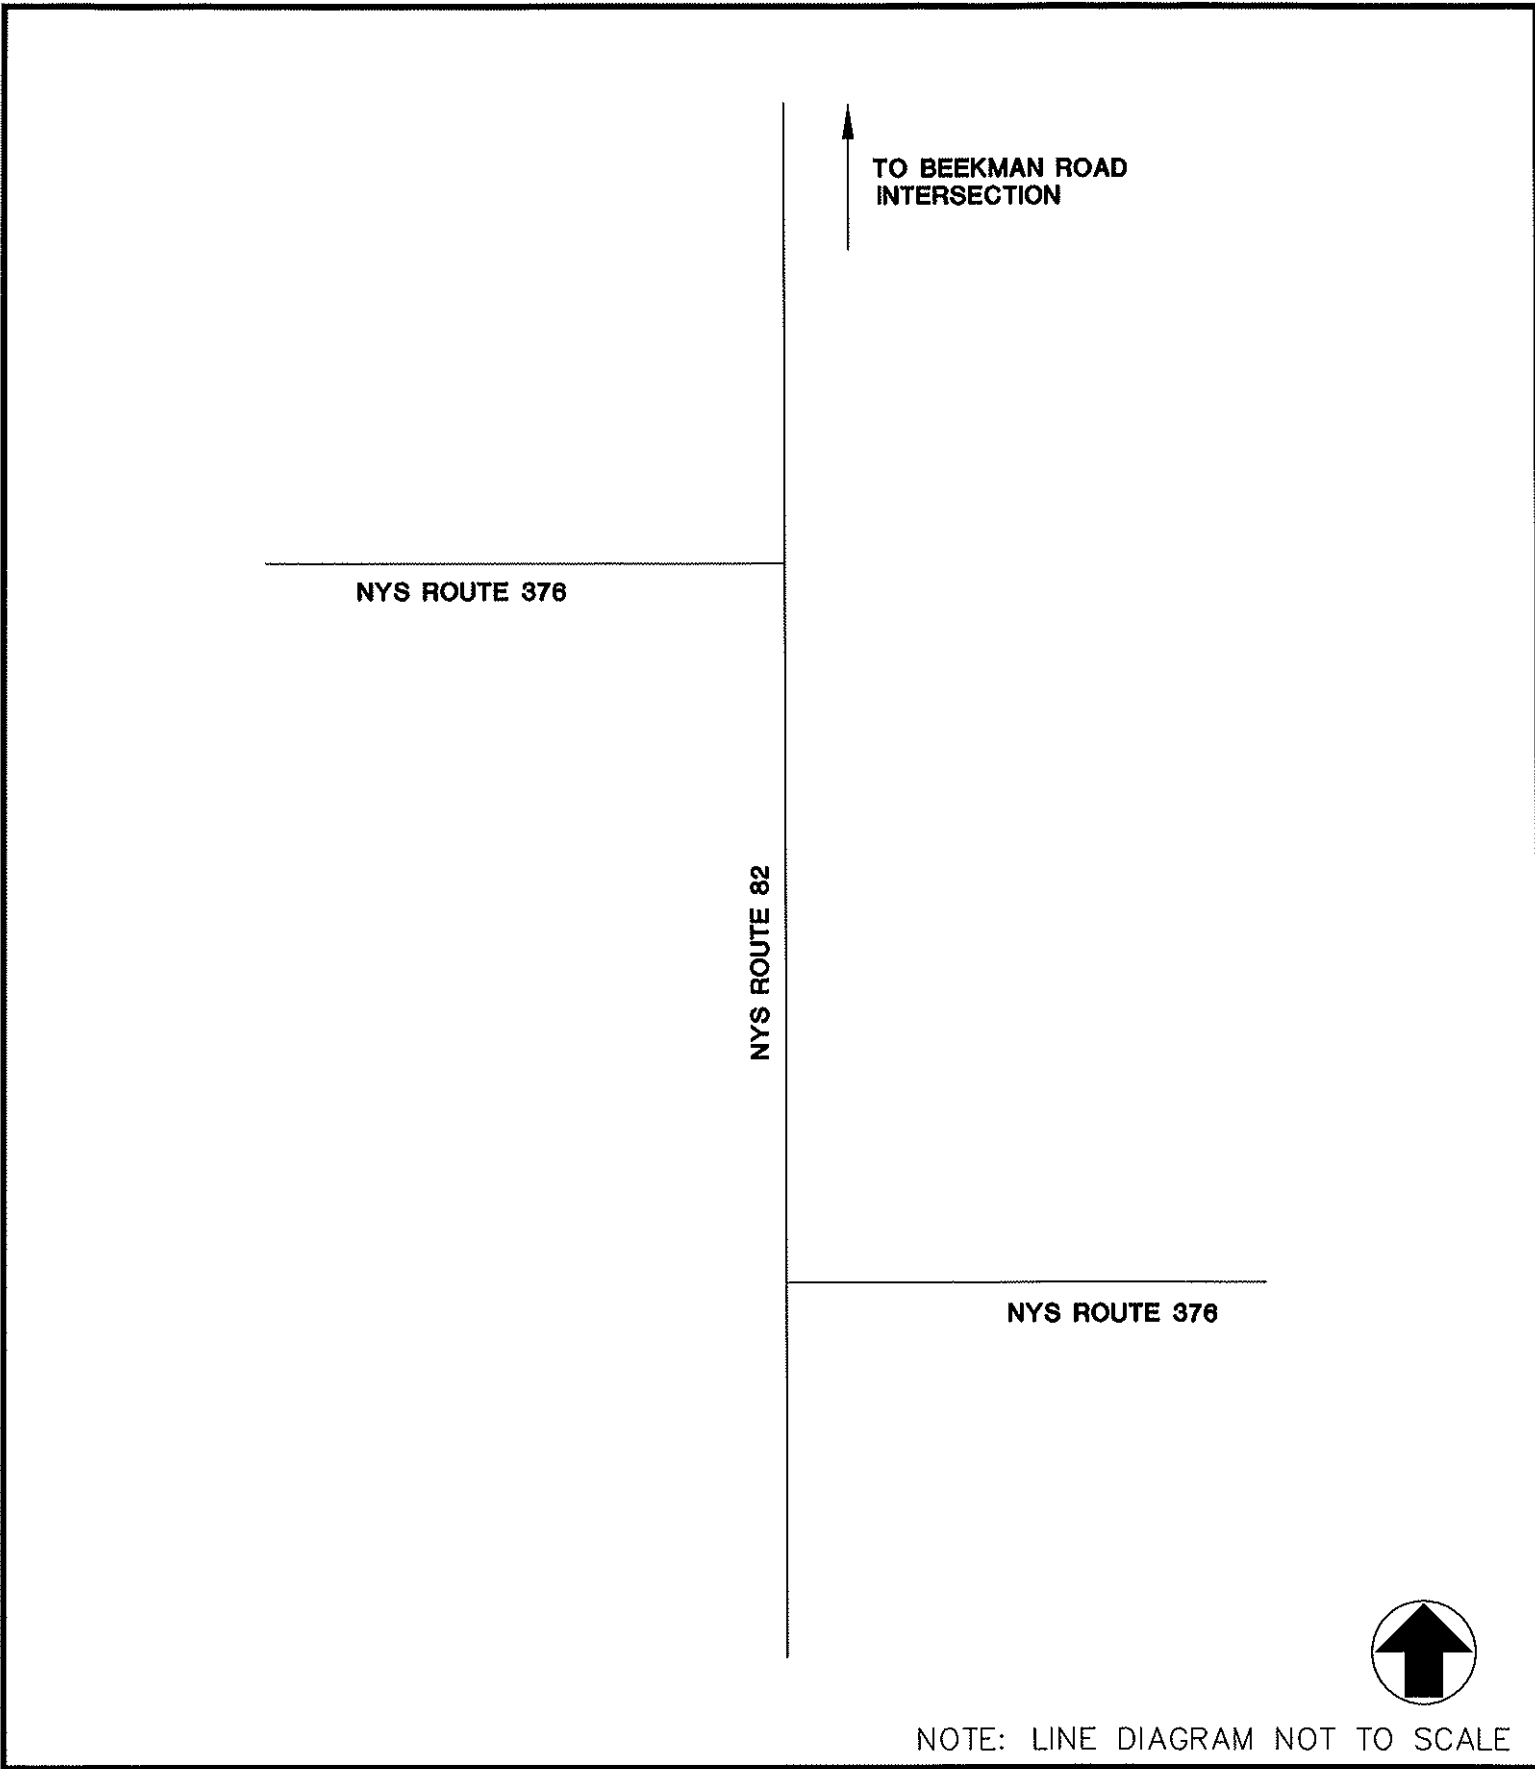 TO BEEKMAN ROAD
INTERSECTION
NYS ROUTE 376
NYS ROUTE 82
NYS ROUTE 376
NOTE: LINE DIAGRAM NOT TO SCALE